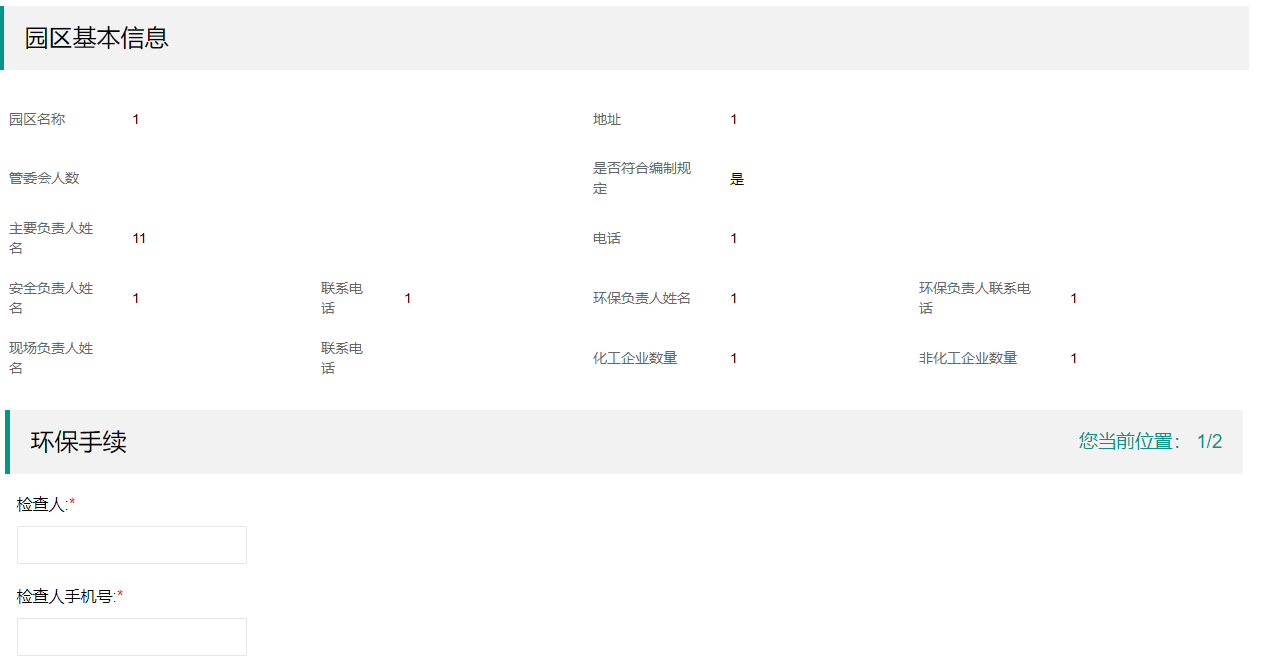 园区基本信息
园区名称 1 地址 1
管委会人数 是否符合编制规
定 是
主要负责人姓
名 11 电话 1
安全负责人姓
名 1 联系电
话 1 环保负责人姓名 1 环保负责人联系电
话 1
现场负责人姓
名 联系电
话 化工企业数量 1 非化工企业数量 1
环保手续 您当前位置： 1/2
检查人:*
检查人手机号:*